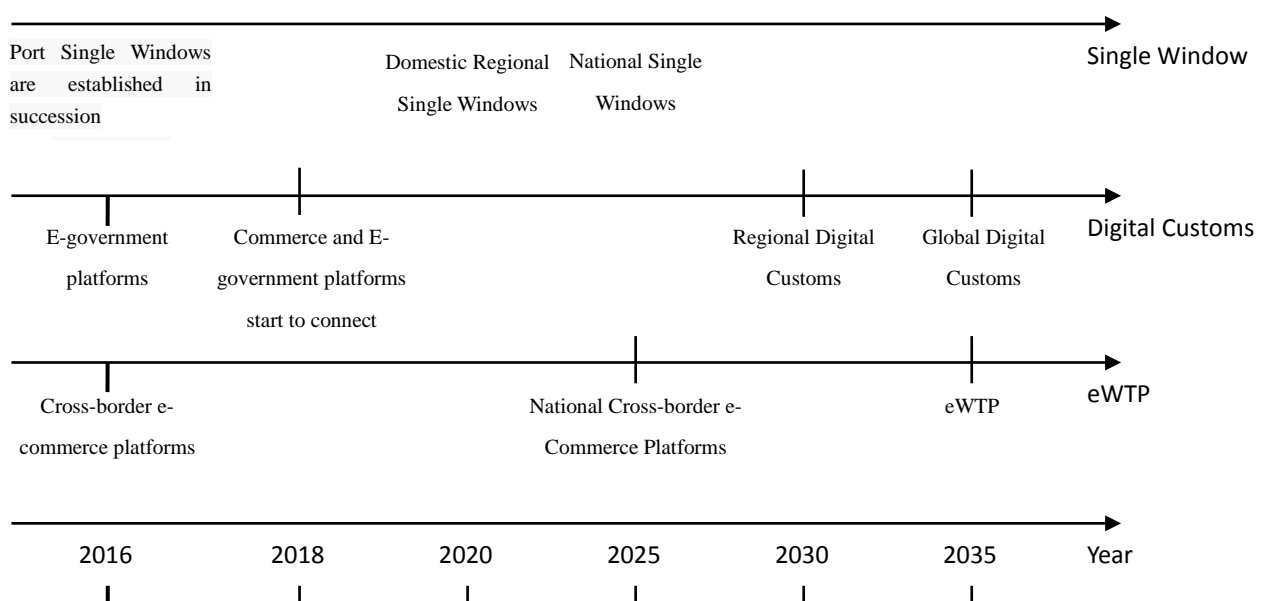 Port Single Windows
are established in
succession
Domestic Regional
Single Windows
National Single
Windows
Single Window
E-government
platforms
Commerce and E-
government platforms
start to connect
Regional Digital
Customs
Global Digital
Customs
Digital Customs
Cross-border e-
commerce platforms
National Cross-border e-
Commerce Platforms
eWTP
eWTP
2016 2018 2020 2025 2030 2035 Year